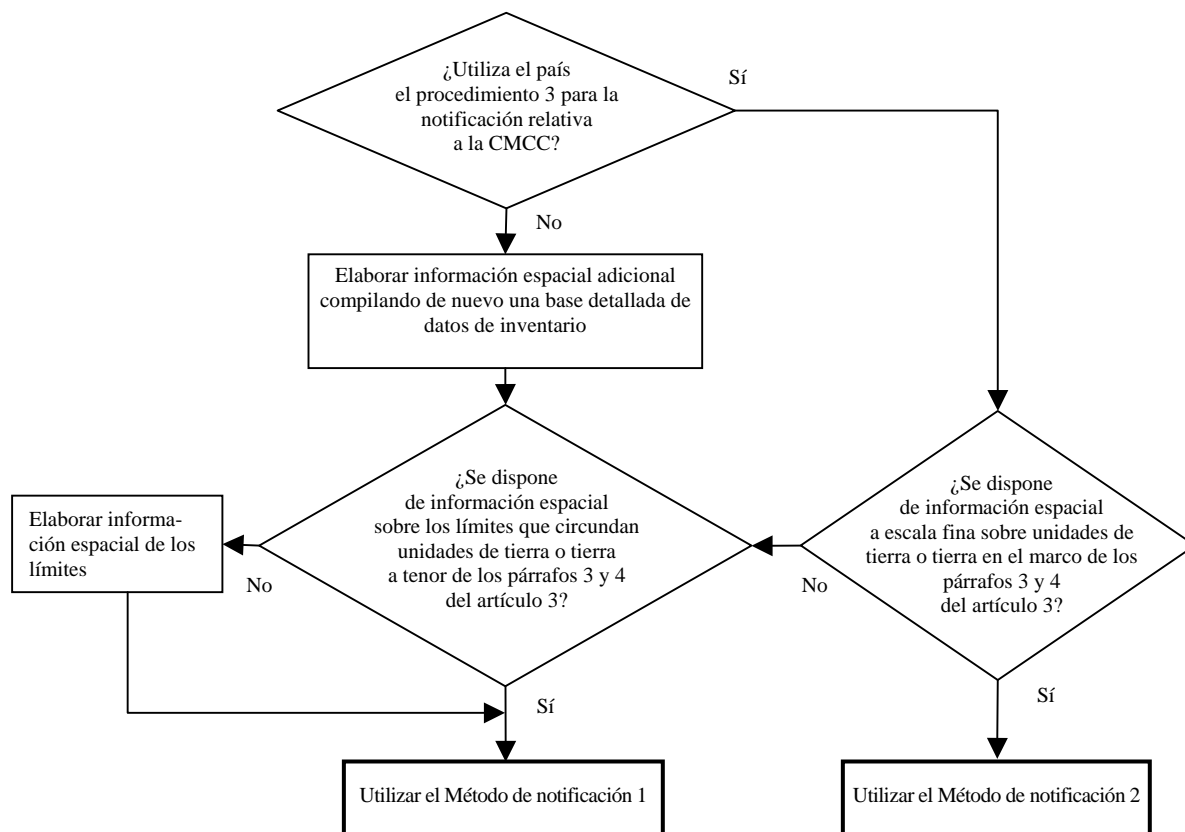 ¿Utiliza el país
el procedimiento 3 para la
notificación relativa
a la CMCC?
Sí
No
Elaborar información espacial adicional
compilando de nuevo una base detallada de
datos de inventario
¿Se dispone
de información espacial
sobre los límites que circundan
unidades de tierra o tierra
a tenor de los párrafos 3 y 4
del artículo 3?
¿Se dispone
de información espacial
a escala fina sobre unidades de
tierra o tierra en el marco de los
párrafos 3 y 4
del artículo 3?
Elaborar informa-
ción espacial de los
límites
No
No
Sí
Sí
Utilizar el Método de notificación 1
Utilizar el Método de notificación 2